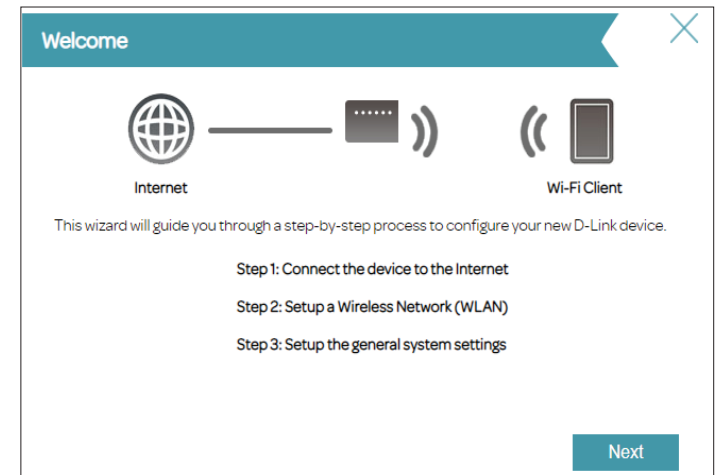 Welcome
Internet
Wi-Fi Client
This wizard will guide you through a step-by-step process to configure your new D-Link device.
Step 1: Connect the device to the Internet
Step 2: Setup a Wireless Network (WLAN)
Step 3: Setup the general system settings
Next